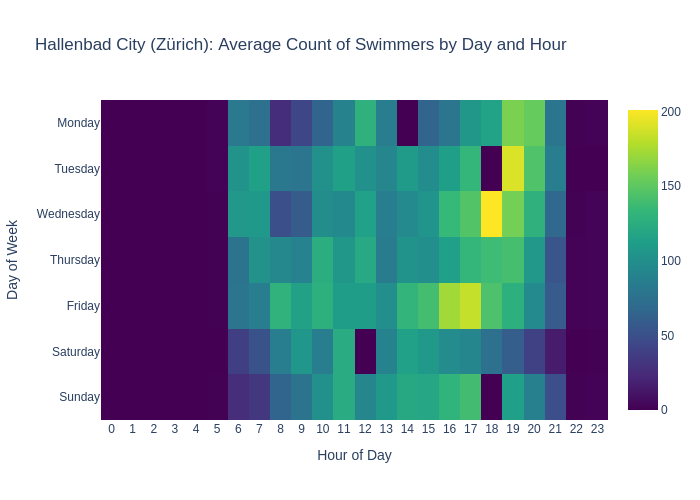 Hallenbad City (Zürich): Average Count of Swimmers by Day and Hour
Day of Week
Monday
Tuesday
Wednesday
Thursday
Friday
Saturday
Sunday
0 1 2 3 4 5 6 7 8 9 10 11 12 13 14 15 16 17 18 19 20 21 22 23
Hour of Day
200
150
100
50
0